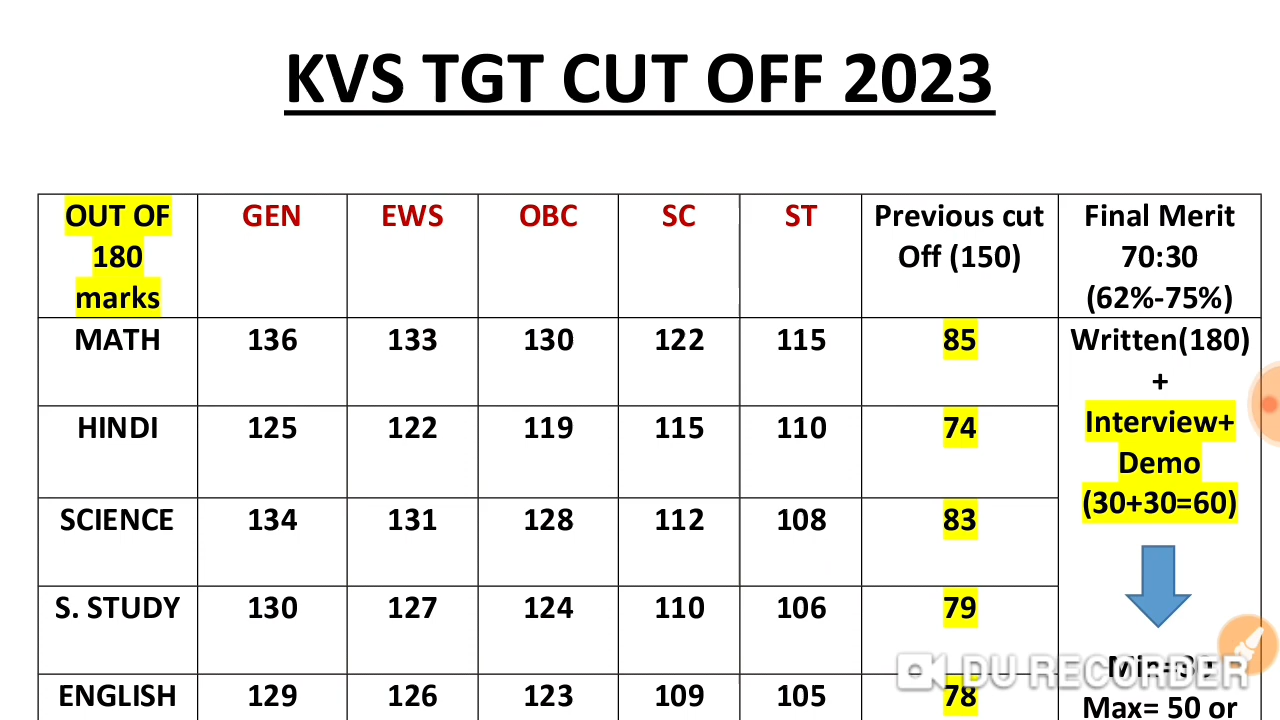 KVS TGT CUT OFF 2023
OUT OF 180 marks GEN EWS OBC SC ST Previous cut Off (150) Final Merit 70:30 (62%-75%)
MATH 136 133 130 122 115 85 Written(180)
+
HINDI 125 122 119 115 110 74 Interview+
Demo
(30+30=60)
SCIENCE 134 131 128 112 108 83
S. STUDY 130 127 124 110 106 79
DU RECORDER
ENGLISH 129 126 123 109 105 78 Max= 50 or